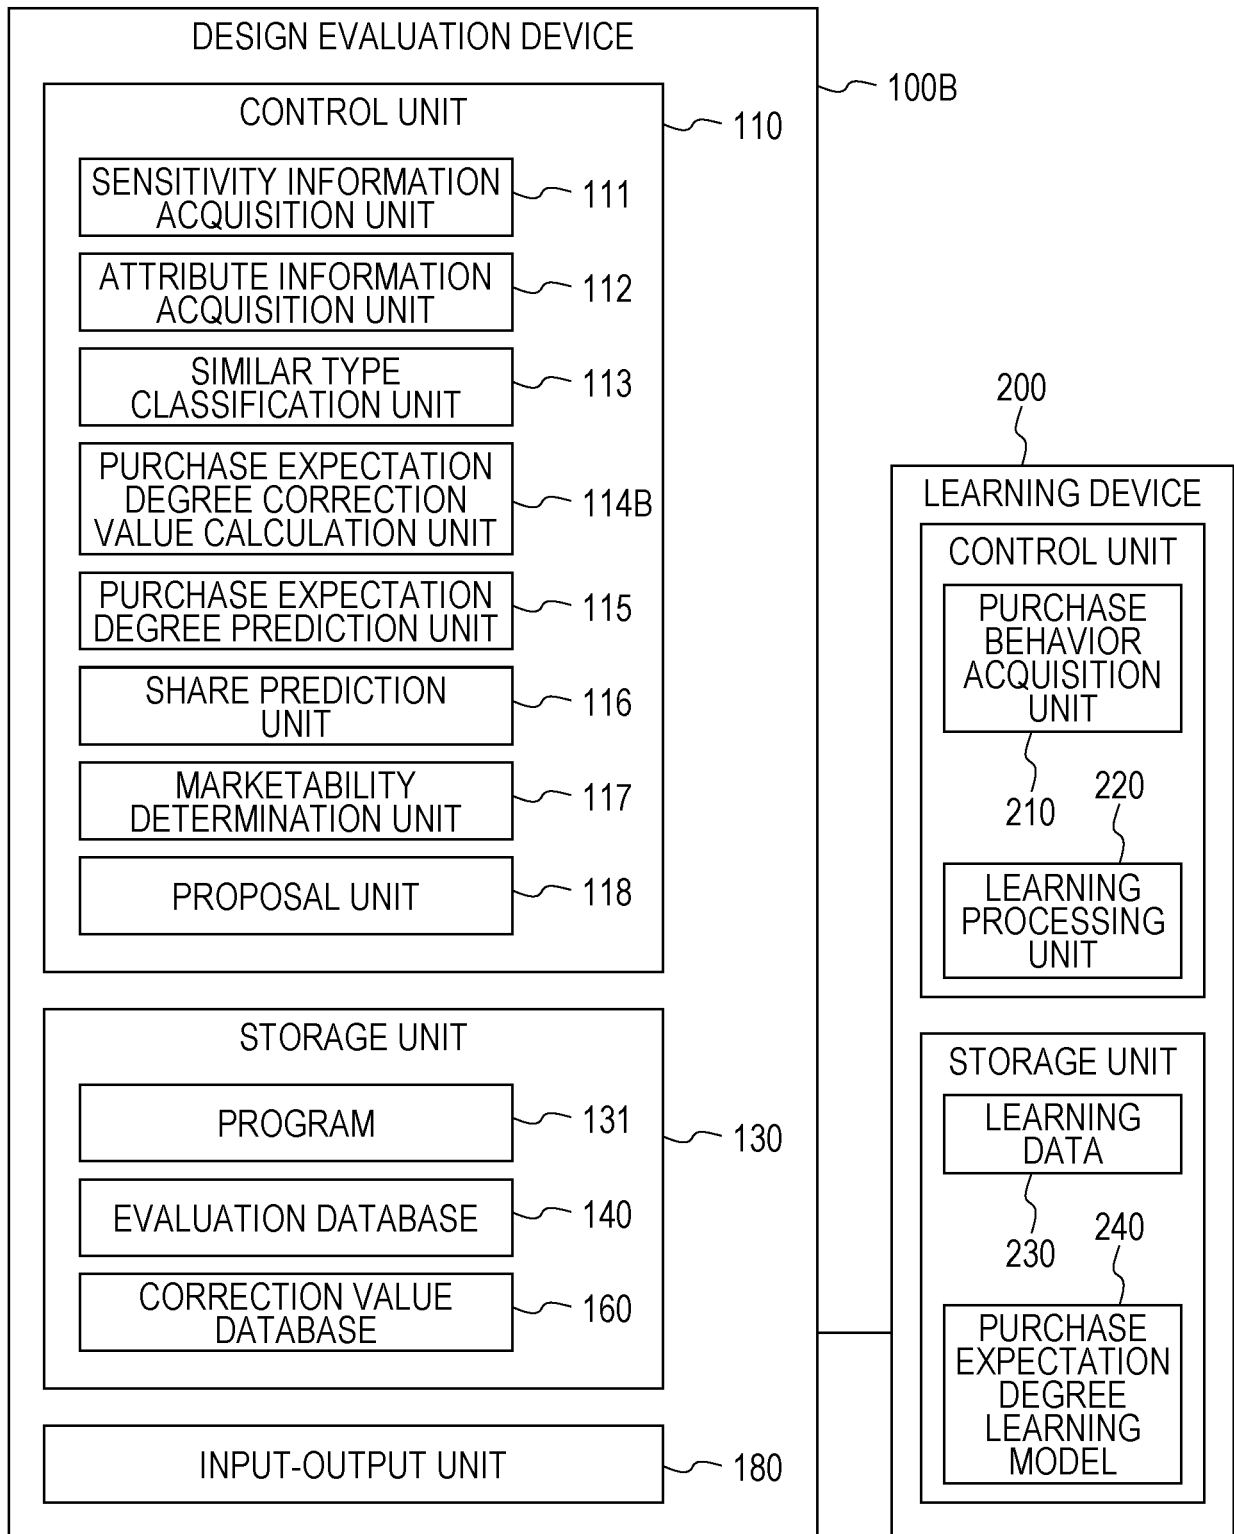 DESIGN EVALUATION DEVICE
100B
CONTROL UNIT
110
SENSITIVITY INFORMATION
ACQUISITION UNIT
111
ATTRIBUTE INFORMATION
ACQUISITION UNIT
112
SIMILAR TYPE
CLASSIFICATION UNIT
113
PURCHASE EXPECTATION
DEGREE CORRECTION
VALUE CALCULATION UNIT
114B
PURCHASE EXPECTATION
DEGREE PREDICTION UNIT
115
SHARE PREDICTION
UNIT
116
MARKETABILITY
DETERMINATION UNIT
117
PROPOSAL UNIT
118
STORAGE UNIT
130
PROGRAM
131
EVALUATION DATABASE
140
CORRECTION VALUE
DATABASE
160
INPUT-OUTPUT UNIT
180
200
LEARNING DEVICE
CONTROL UNIT
PURCHASE
BEHAVIOR
ACQUISITION
UNIT
210
220
LEARNING
PROCESSING
UNIT
STORAGE UNIT
LEARNING
DATA
230
240
PURCHASE
EXPECTATION
DEGREE
LEARNING
MODEL